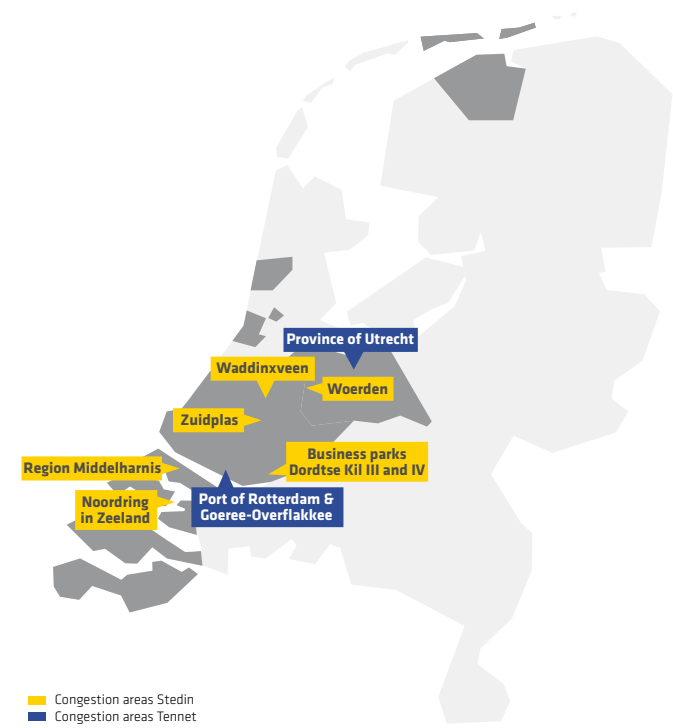 Province of Utrecht
Waddinxveen
Woerden
Zuidplas
Business parks
Dordtse Kil III and IV
Region Middelharnis
Noordring
in Zeeland
Port of Rotterdam &
Goeree-Overflakkee
Congestion areas Stedin
Congestion areas Tennet